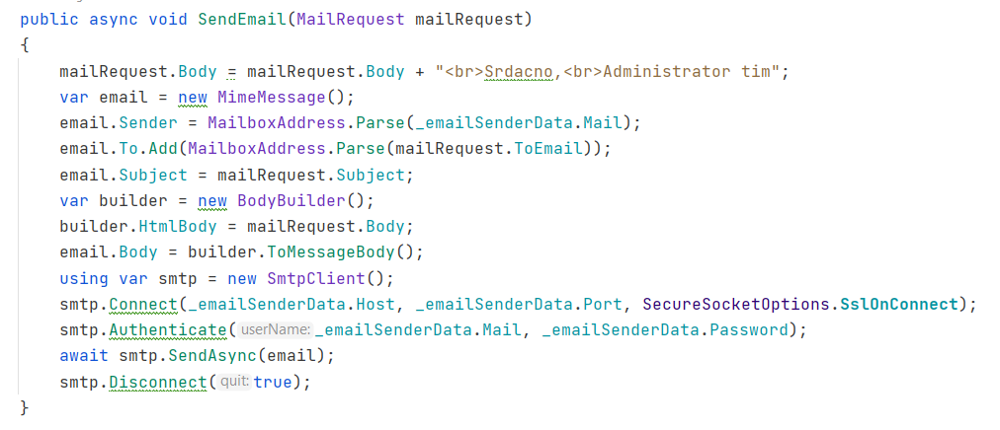 public async void SendEmail(MailRequest mailRequest)
{
mailRequest.Body = mailRequest.Body + "<br>Srdacno,<br>Administrator tim";
var email = new MimeMessage();
email.Sender = MailboxAddress.Parse(_emailSenderData.Mail);
email.To.Add(MailboxAddress.Parse(mailRequest.ToEmail));
email.Subject = mailRequest.Subject;
var builder = new BodyBuilder();
builder.HtmlBody = mailRequest.Body;
email.Body = builder.ToMessageBody();
using var smtp = new SmtpClient();
smtp.Connect(_emailSenderData.Host, _emailSenderData.Port, SecureSocketOptions.SslOnConnect);
smtp.Authenticate(userName: _emailSenderData.Mail, _emailSenderData.Password);
await smtp.SendAsync(email);
smtp.Disconnect(quit: true);
}